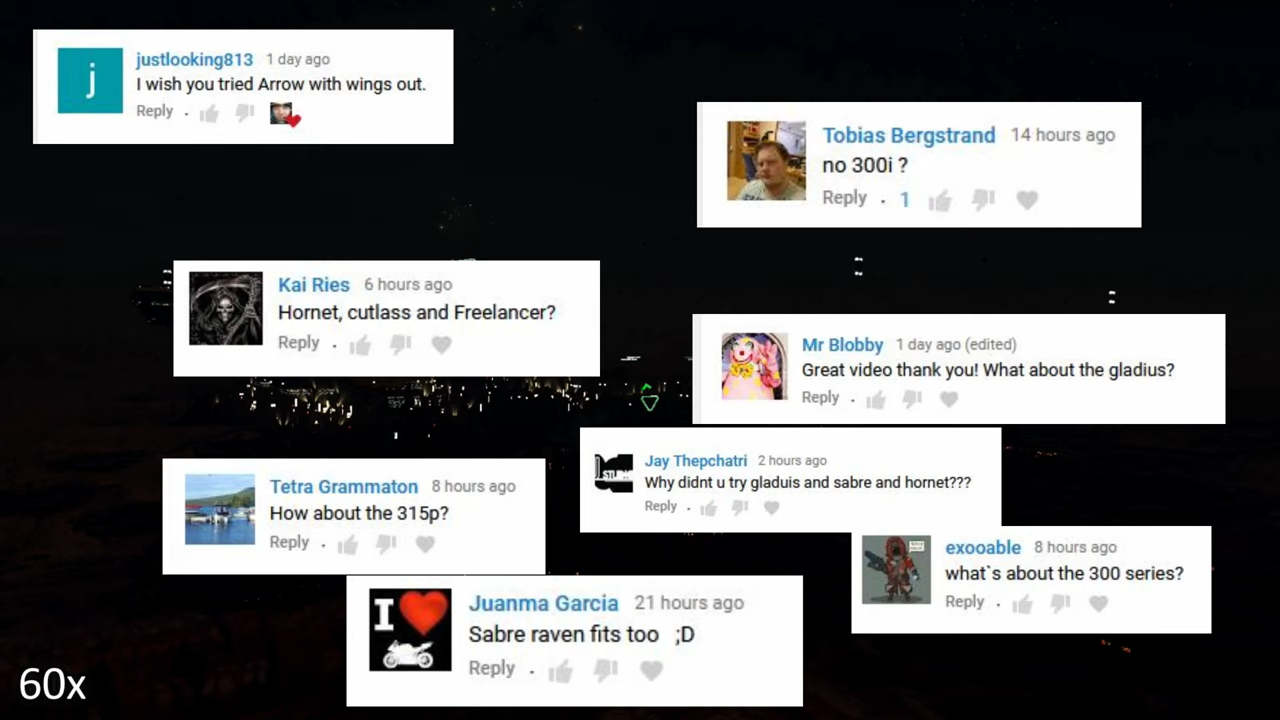 j
justlooking813 1 day ago
I wish you tried Arrow with wings out.
Reply .
Tobias Bergstrand 14 hours ago
no 300i ?
Reply . 1
Kai Ries 6 hours ago
Hornet, cutlass and Freelancer?
Reply .
Mr Blobby 1 day ago (edited)
Great video thank you! What about the gladius?
Reply .
Jay Thepchatri 2 hours ago
Why didnt u try gladuis and sabre and hornet???
Reply .
Tetra Grammaton 8 hours ago
How about the 315p?
Reply .
exooable 8 hours ago
what`s about the 300 series?
Reply .
I
Juanma Garcia 21 hours ago
Sabre raven fits too ;D
Reply .
60x